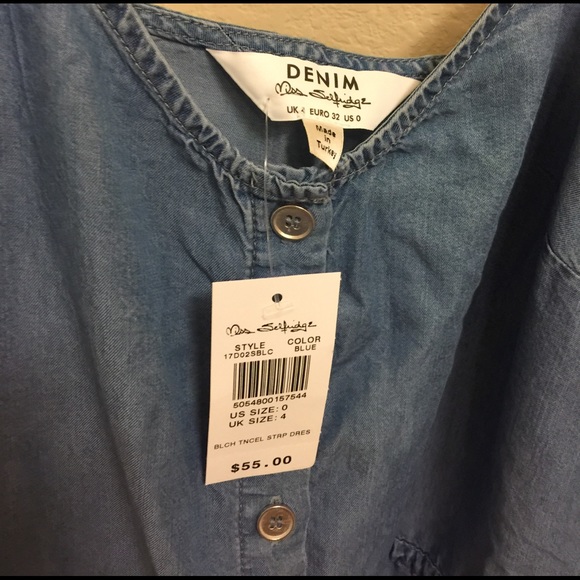 DENIM
Miss Selfridge
UK 4 EURO 32 US 0
Made
in
Turkey
Miss Selfridge
STYLE COLOR
17D02SBLC BLUE
5054800157544
US SIZE: 0
UK SIZE: 4
BLCH TNCEL STRP DRES
$55.00